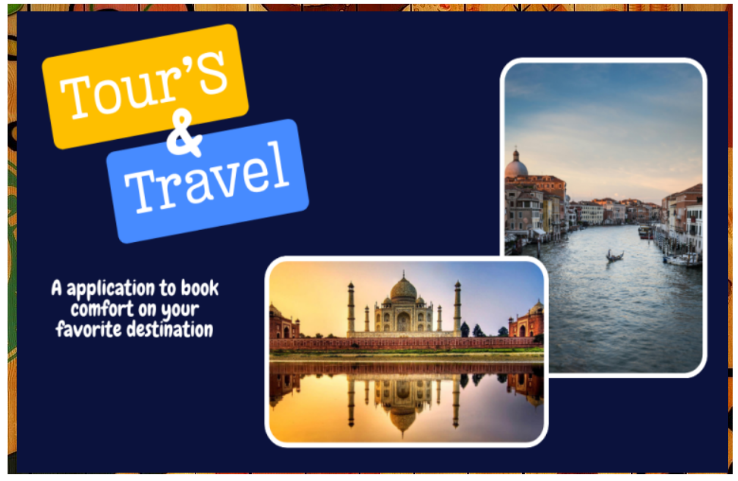 Tour'S
&
Travel
A application to book
comfort on your
favorite destination